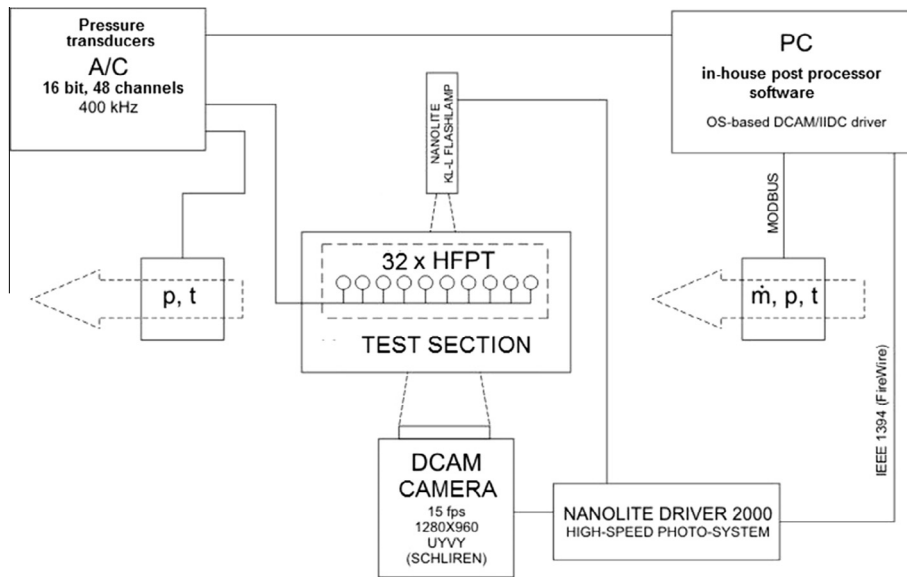 Pressure
transducers
A/C
16 bit, 48 channels
400 kHz
PC
in-house post processor
software
OS-based DCAM/IIDC driver
NANOLITE
KL-L FLASHLAMP
MODBUS
32 x HFPT
TEST SECTION
p, t
ṁ, p, t
IEEE 1394 (FireWire)
DCAM
CAMERA
15 fps
1280X960
UYVY
(SCHLIREN)
NANOLITE DRIVER 2000
HIGH-SPEED PHOTO-SYSTEM